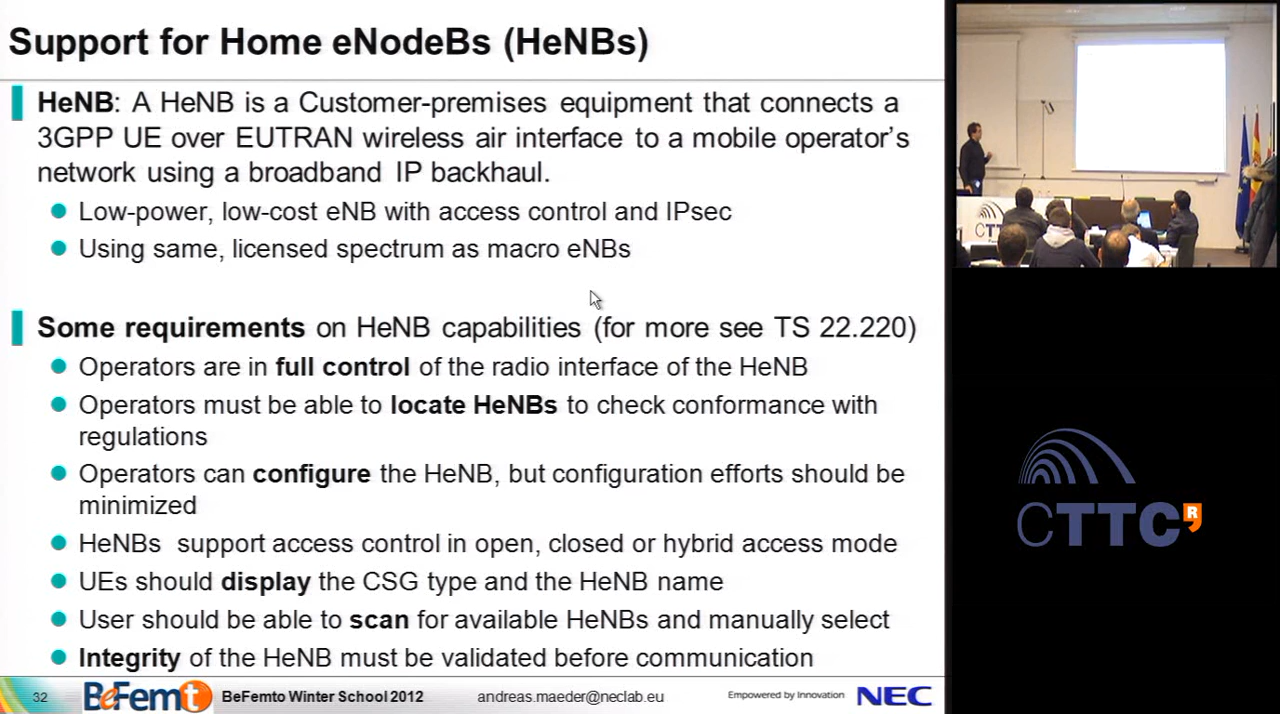 Support for Home eNodeBs (HeNBs)
HeNB: A HeNB is a Customer-premises equipment that connects a
3GPP UE over EUTRAN wireless air interface to a mobile operator's
network using a broadband IP backhaul.
Low-power, low-cost eNB with access control and IPsec
Using same, licensed spectrum as macro eNBs
Some requirements on HeNB capabilities (for more see TS 22.220)
Operators are in full control of the radio interface of the HeNB
Operators must be able to locate HeNBs to check conformance with
regulations
Operators can configure the HeNB, but configuration efforts should be
minimized
HeNBs support access control in open, closed or hybrid access mode
UEs should display the CSG type and the HeNB name
User should be able to scan for available HeNBs and manually select
Integrity of the HeNB must be validated before communication
32 BeFemt BeFemto Winter School 2012 andreas.maeder@neclab.eu Empowered by Innovation NEC
CTTC
CTTC R